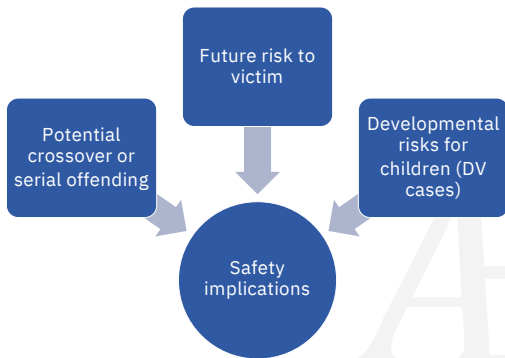 Future risk to
victim
Potential
crossover or
serial offending
Developmental
risks for
children (DV
cases)
Safety
implications